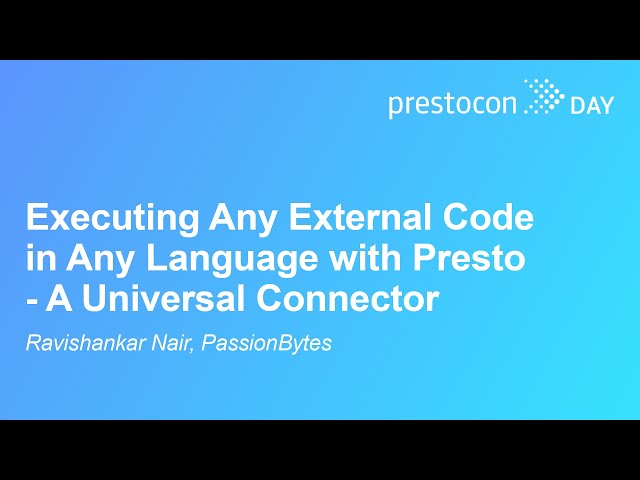 prestocon DAY
Executing Any External Code
in Any Language with Presto
- A Universal Connector
Ravishankar Nair, PassionBytes